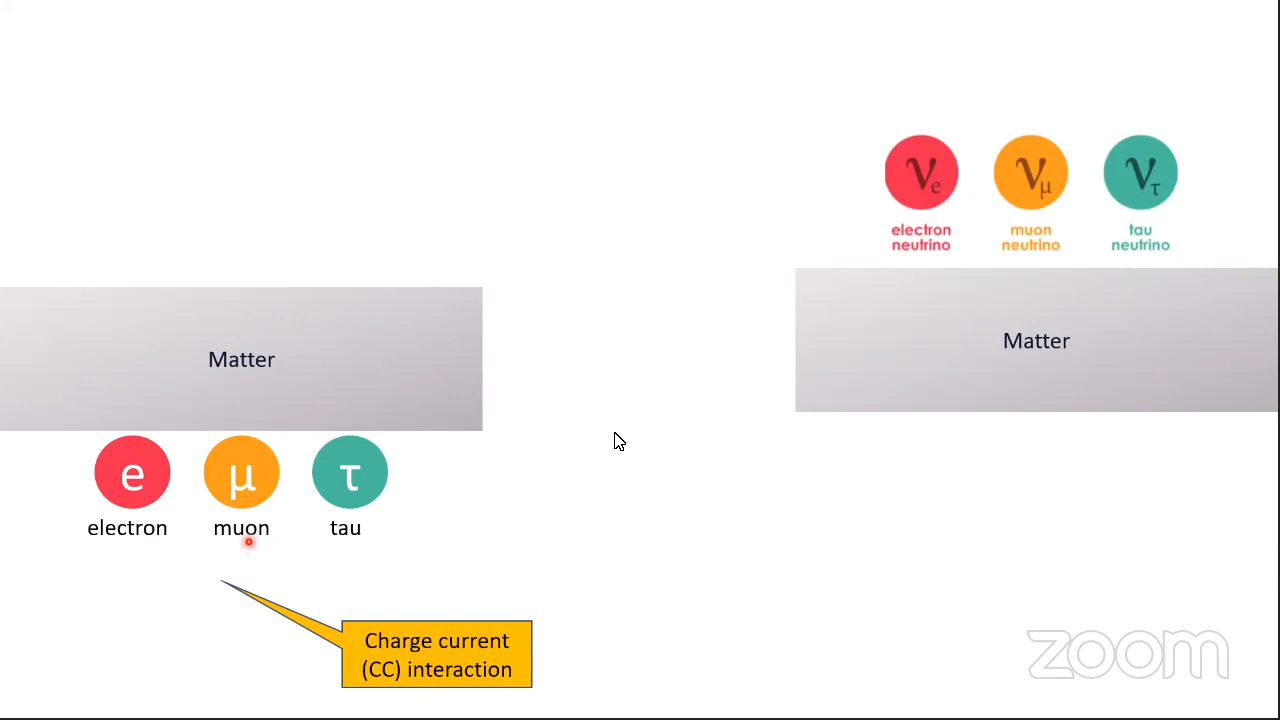 νe νμ ντ
electron neutrino
muon neutrino
tau neutrino
Matter
Matter
e μ τ
electron muon tau
Charge current
(CC) interaction
zoom